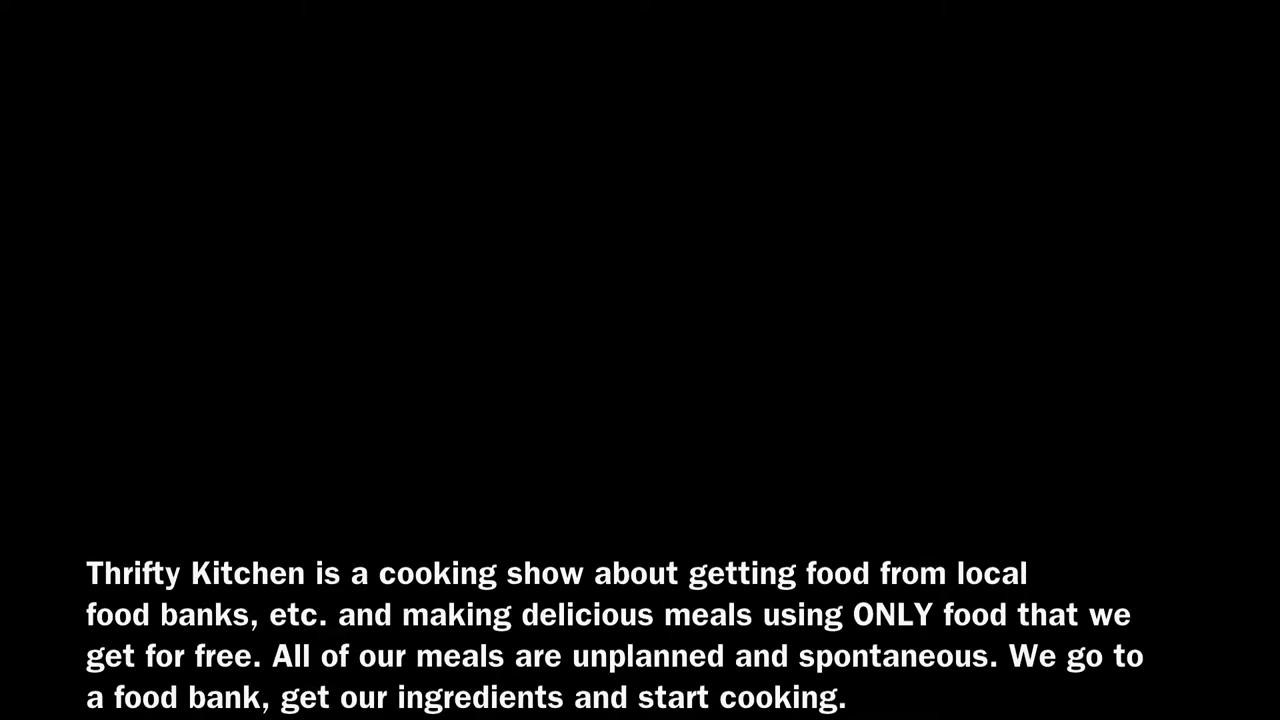 Thrifty Kitchen is a cooking show about getting food from local
food banks, etc. and making delicious meals using ONLY food that we
get for free. All of our meals are unplanned and spontaneous. We go to
a food bank, get our ingredients and start cooking.